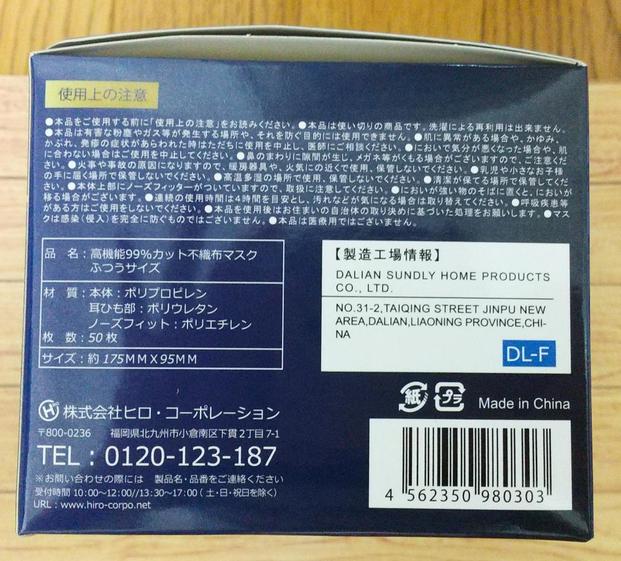 使用上の注意
●本品をご使用する前に「使用上の注意」をお読みください。●本品は使い切りの商品です。洗濯による再利用は出来ません。
●本品は有害な粉塵やガス等が発生する場所や、それを防ぐ目的には使用できません。●肌に異常がある場合や、かゆみ、
かぶれ、発疹の症状があらわれた時はただちに使用を中止し、医師にご相談ください。●においで気分が悪くなった場合や、肌
に合わない場合はご使用を中止してください。●鼻のまわりに隙間が生じ、メガネ等がくもる場合がございますので、ご注意くだ
さい。●火事や事故の原因になりますので、暖房器具や、火気にの近くで使用、保管しないでください。●乳児や小さなお子様
の手に届く場所で保管しないでください。●高温多湿の場所で使用、保管しないでください。●清潔が保てる場所で保管してくだ
さい。●本体上部にノーズフィッターがついていますので、取扱に注意してください。●においが強い物のそばに置くと、においが
移る場合がございます。●連続の使用時間は4時間を目安とし、汚れなどが気になる場合は取り替えてください。●呼吸疾患等
がある方はご使用をしないでください。●本品を使用後はお住まいの自治体の取り決めに基づいた処理をお願いします。●マス
クは感染(侵入)を完全に防ぐものではございません。●本品は医療用ではございません。
品 名:高機能99%カット不織布マスク
ふつうサイズ
材 質:本体:ポリプロピレン
耳ひも部:ポリウレタン
ノーズフィット:ポリエチレン
枚 数:50枚
サイズ:約175MMX95MM
【製造工場情報】
DALIAN SUNDLY HOME PRODUCTS
CO., LTD.
NO.31-2,TAIQING STREET JINPU NEW
AREA,DALIAN,LIAONING PROVINCE,CHI-
NA
DL-F
紙 プラ Made in China
H 株式会社ヒロ・コーポレーション
〒800-0236 福岡県北九州市小倉南区下貫2丁目7-1
TEL:0120-123-187
※お問い合わせの際には 製品名・品番をご連絡ください
受付時間 10:00~12:00//13:30~17:00(土・日・祝日を除く)
URL:www.hiro-corpo.net
4 562350 980303